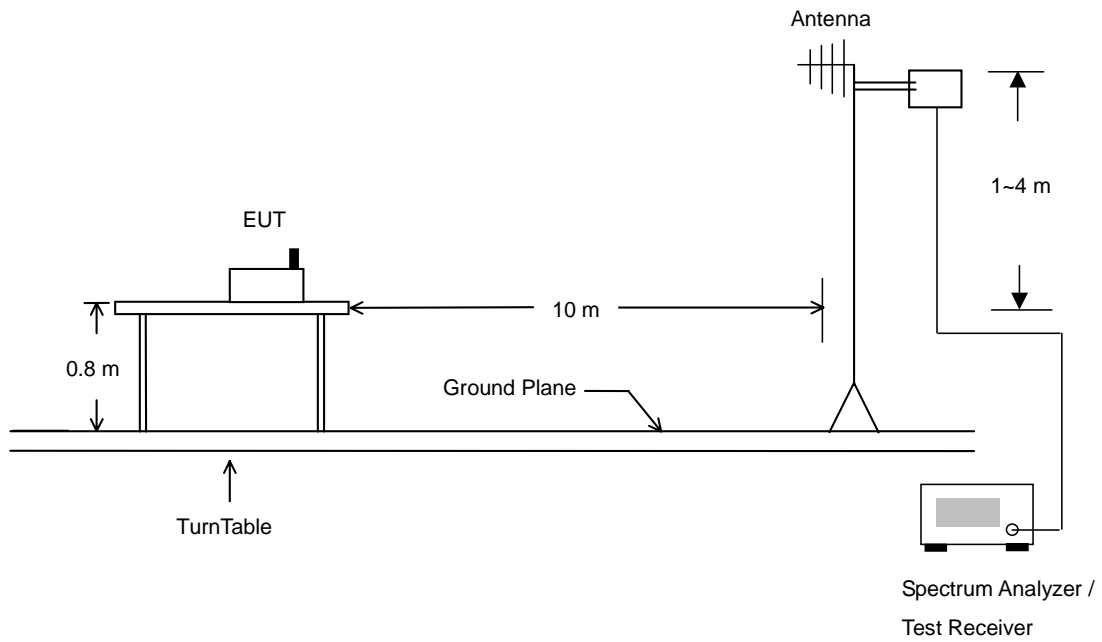 Antenna
1~4 m
EUT
10 m
0.8 m
Ground Plane
TurnTable
Spectrum Analyzer /
Test Receiver